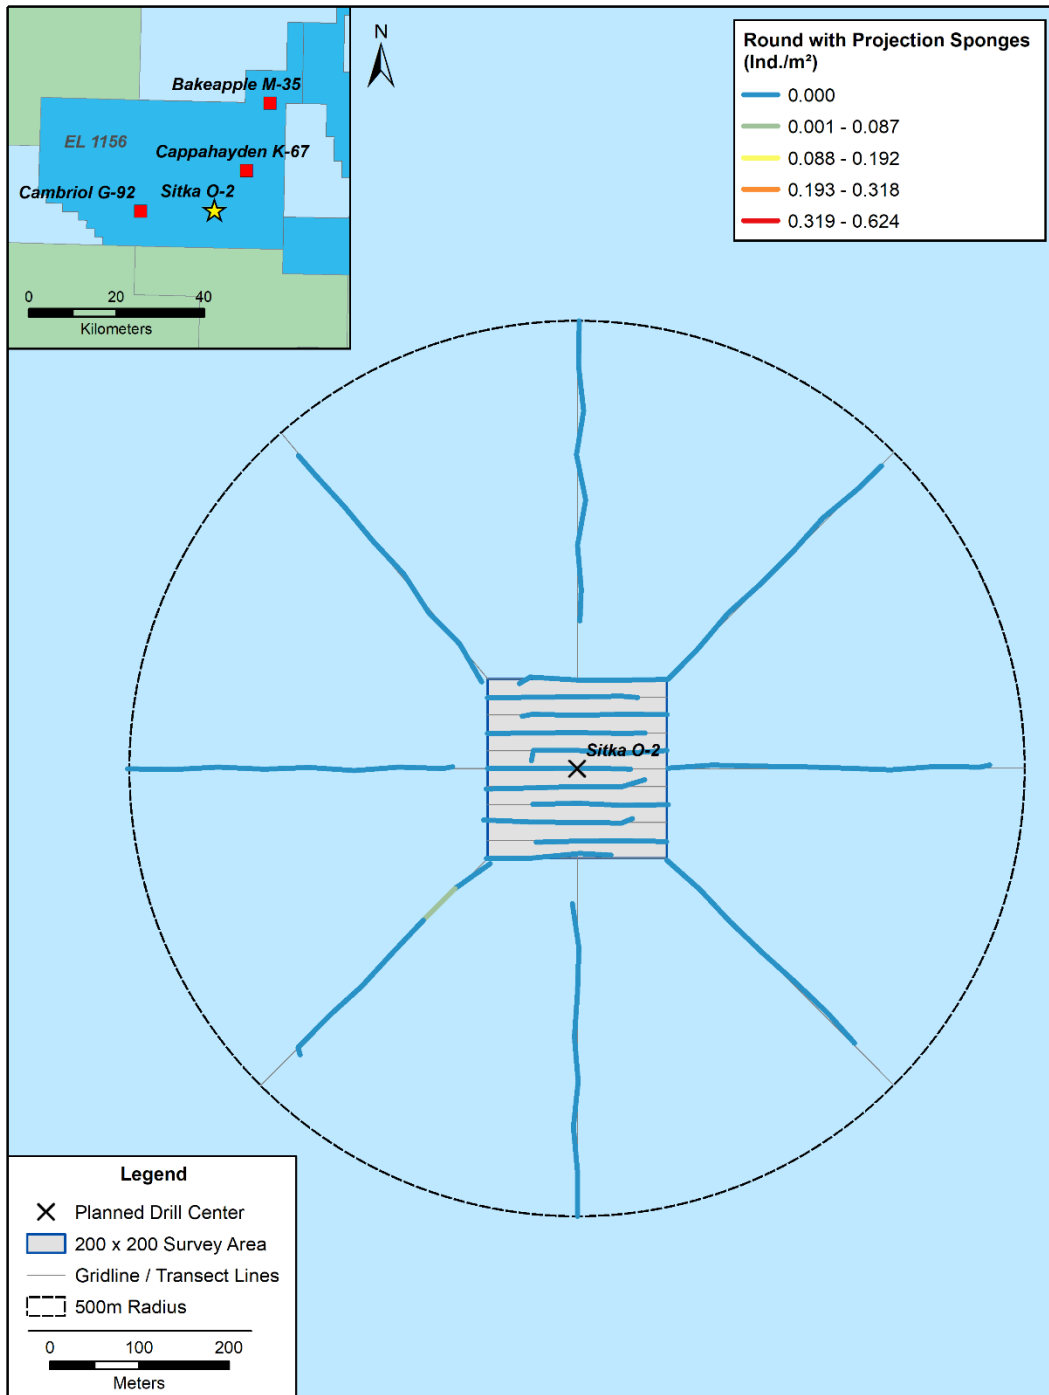 Bakeapple M-35
EL 1156
Cappahayden K-67
Cambriol G-92
Sitka O-2
0 20 40
Kilometers
N
Round with Projection Sponges
(Ind./m²)
0.000
0.001 - 0.087
0.088 - 0.192
0.193 - 0.318
0.319 - 0.624
Sitka O-2
Legend
Planned Drill Center
200 x 200 Survey Area
Gridline / Transect Lines
500m Radius
0 100 200
Meters